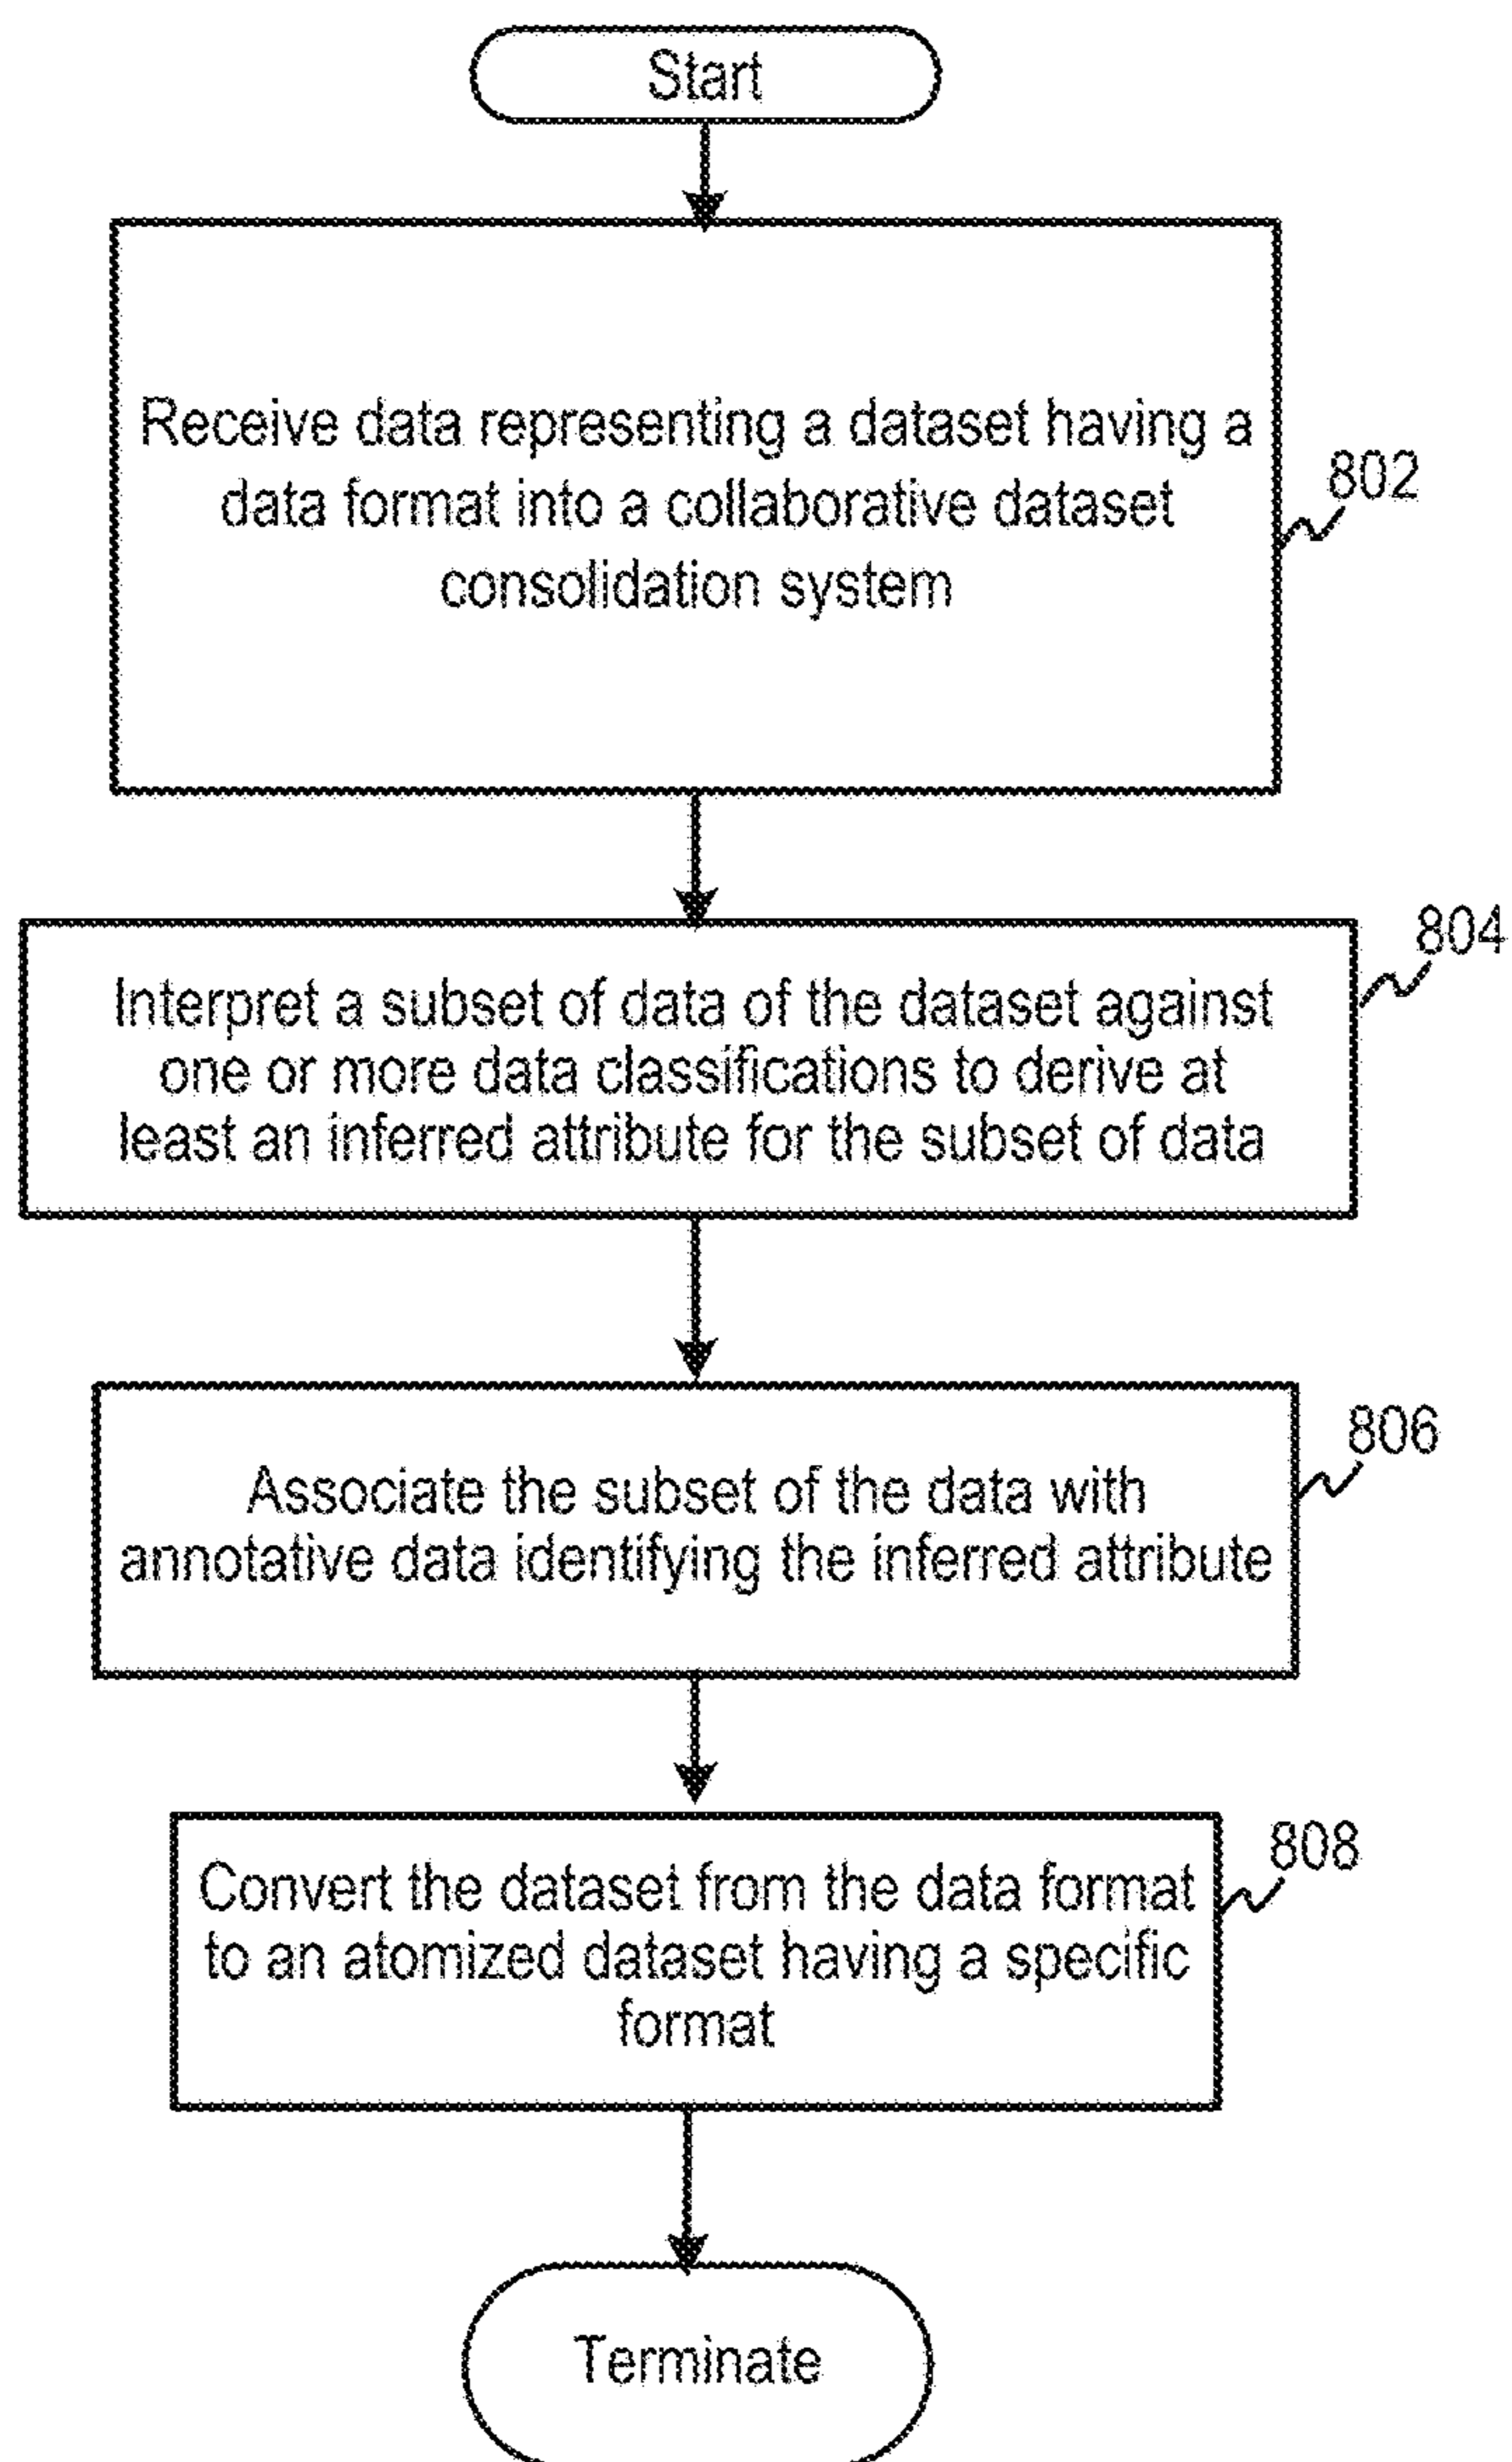 Start
Receive data representing a dataset having a
data format into a collaborative dataset
consolidation system
802
Interpret a subset of data of the dataset against
one or more data classifications to derive at
least an inferred attribute for the subset of data
804
Associate the subset of the data with
annotative data identifying the inferred attribute
806
Convert the dataset from the data format
to an atomized dataset having a specific
format
808
Terminate